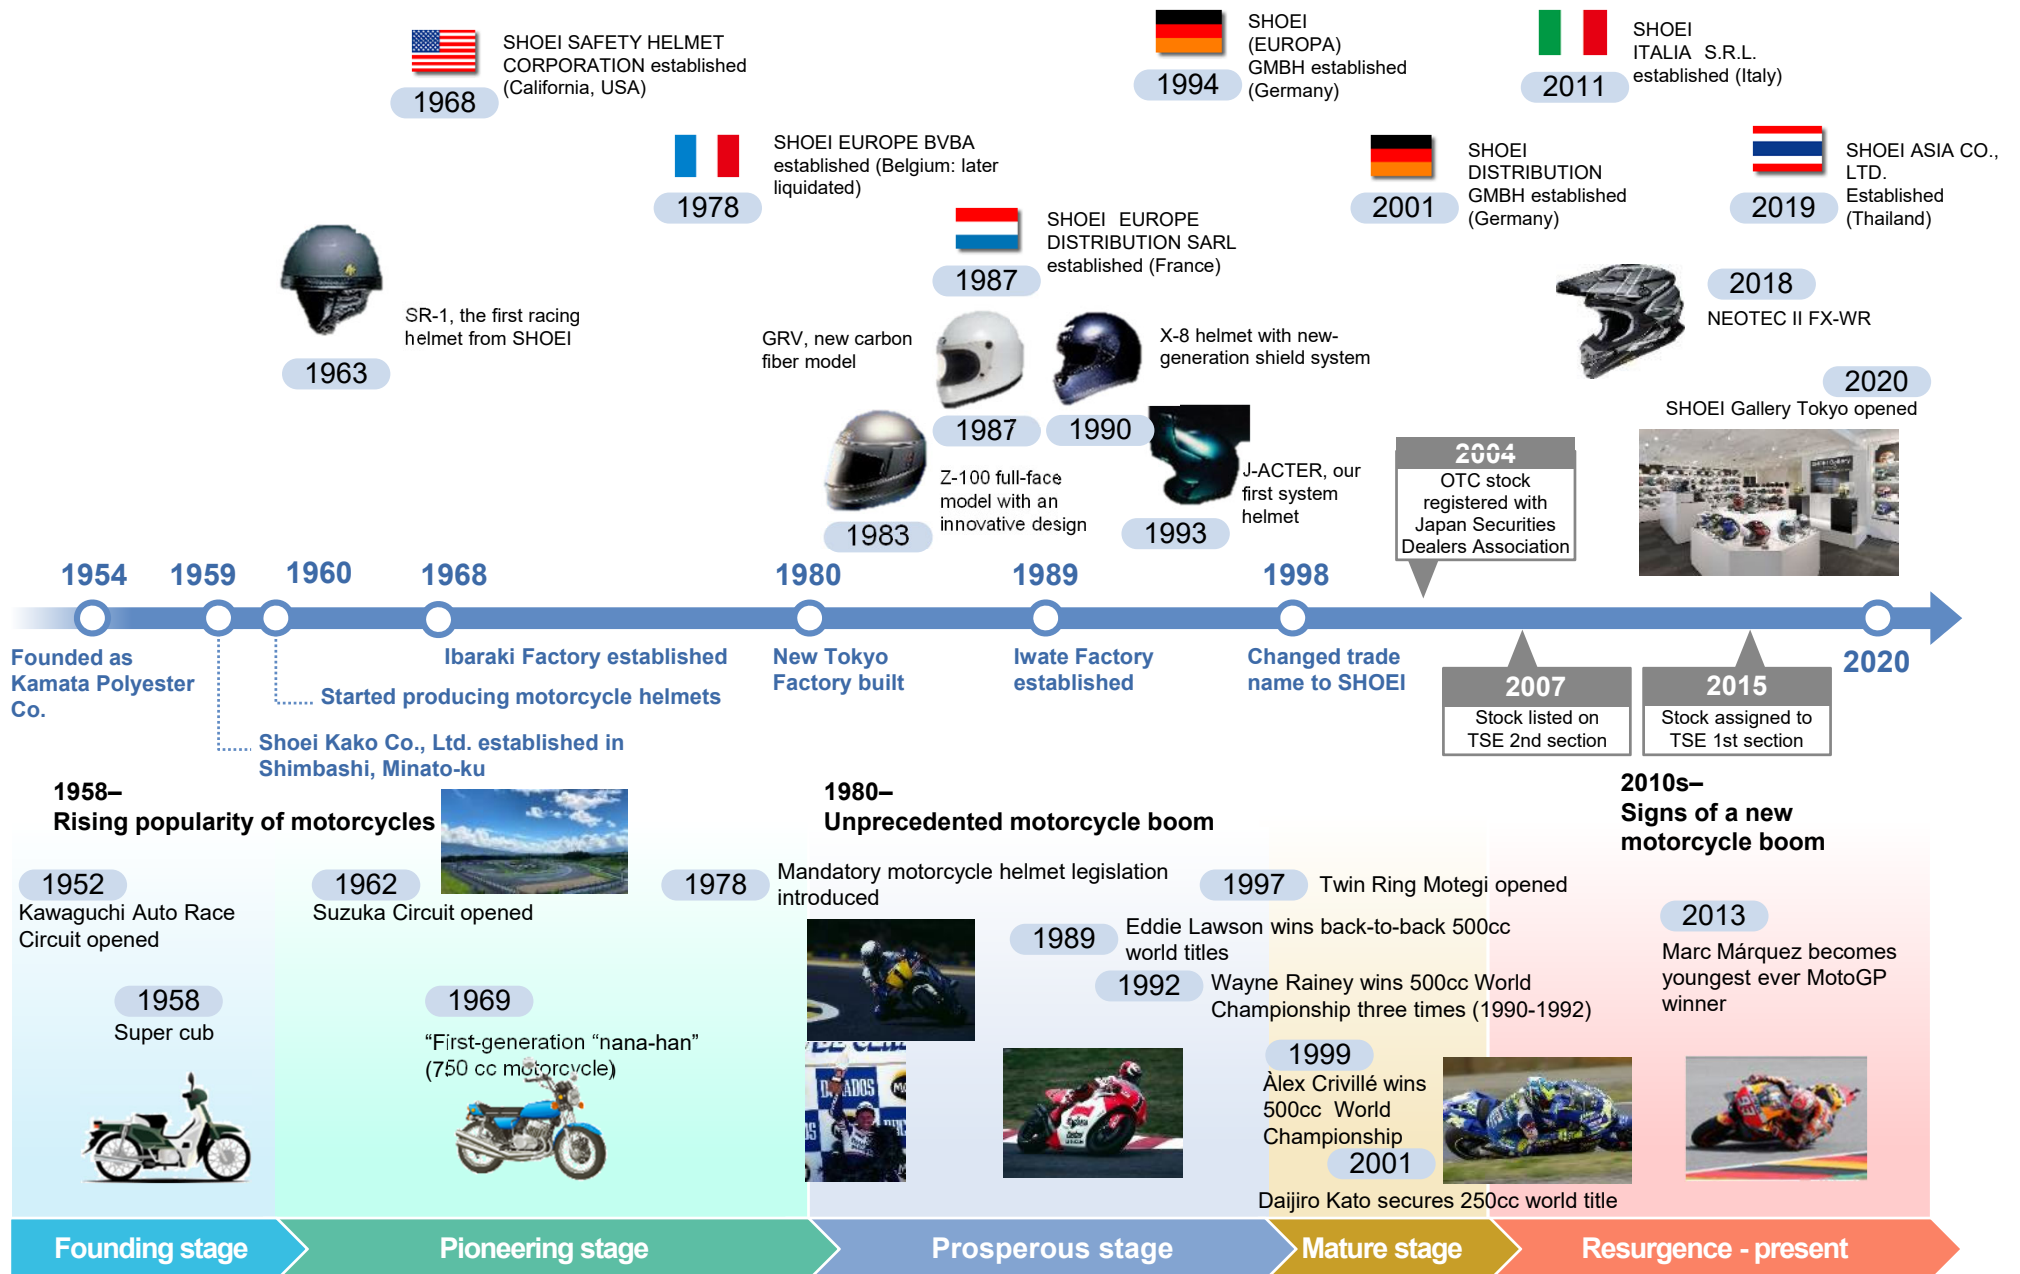 SHOEI SAFETY HELMET
CORPORATION established
(California, USA)
1968
SHOEI
(EUROPA)
GMBH established
(Germany)
1994
SHOEI
ITALIA S.R.L.
established (Italy)
2011
SHOEI EUROPE BVBA
established (Belgium: later
liquidated)
1978
SHOEI
DISTRIBUTION
GMBH established
(Germany)
2001
SHOEI ASIA CO.,
LTD.
Established
(Thailand)
2019
SHOEI EUROPE
DISTRIBUTION SARL
established (France)
1987
SR-1, the first racing
helmet from SHOEI
1963
GRV, new carbon
fiber model
1987
X-8 helmet with new-
generation shield system
1990
2018
NEOTEC II FX-WR
2020
SHOEI Gallery Tokyo opened
Z-100 full-face
model with an
innovative design
1983
J-ACTER, our
first system
helmet
1993
2004
OTC stock
registered with
Japan Securities
Dealers Association
1954
1959
1960
1968
1980
1989
1998
Founded as
Kamata Polyester
Co.
Ibaraki Factory established
Started producing motorcycle helmets
Shoei Kako Co., Ltd. established in
Shimbashi, Minato-ku
New Tokyo
Factory built
Iwate Factory
established
Changed trade
name to SHOEI
2007
Stock listed on
TSE 2nd section
2015
Stock assigned to
TSE 1st section
2020
1958–
Rising popularity of motorcycles
1980–
Unprecedented motorcycle boom
2010s–
Signs of a new
motorcycle boom
1952
Kawaguchi Auto Race
Circuit opened
1962
Suzuka Circuit opened
1978
Mandatory motorcycle helmet legislation
introduced
1997
Twin Ring Motegi opened
1989
Eddie Lawson wins back-to-back 500cc
world titles
2013
Marc Márquez becomes
youngest ever MotoGP
winner
1958
Super cub
1969
“First-generation “nana-han”
(750 cc motorcycle)
1992
Wayne Rainey wins 500cc World
Championship three times (1990-1992)
1999
Àlex Crivillé wins
500cc World
Championship
2001
Daijiro Kato secures 250cc world title
Founding stage
Pioneering stage
Prosperous stage
Mature stage
Resurgence - present